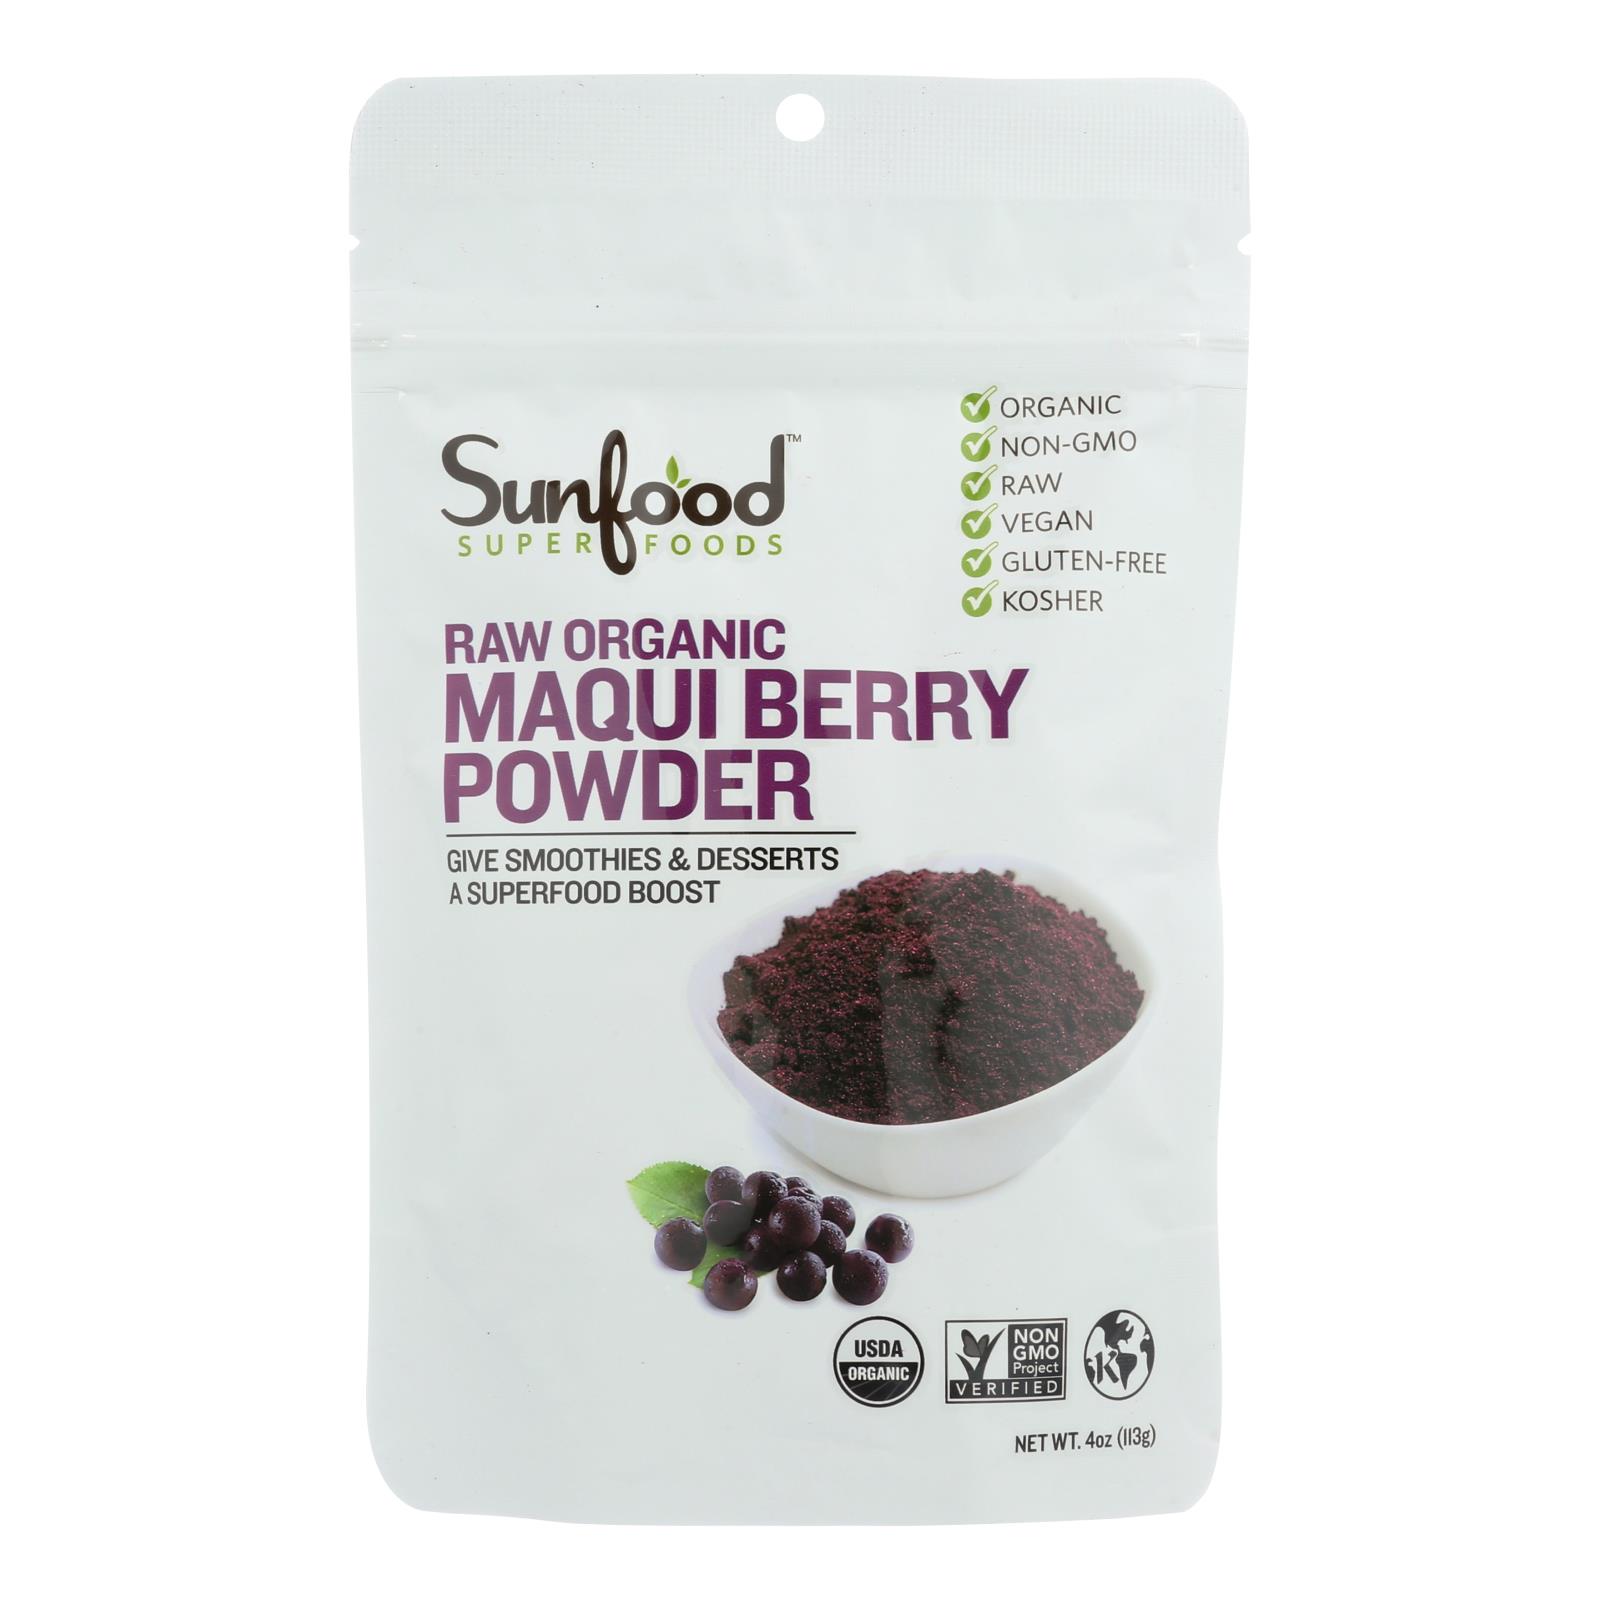 Sunfood™
SUPERFOODS
ORGANIC
NON-GMO
RAW
VEGAN
GLUTEN-FREE
KOSHER
RAW ORGANIC
MAQUI BERRY
POWDER
GIVE SMOOTHIES & DESSERTS
A SUPERFOOD BOOST
USDA
ORGANIC
NON
GMO
Project
VERIFIED
K
NET WT. 4oz (113g)